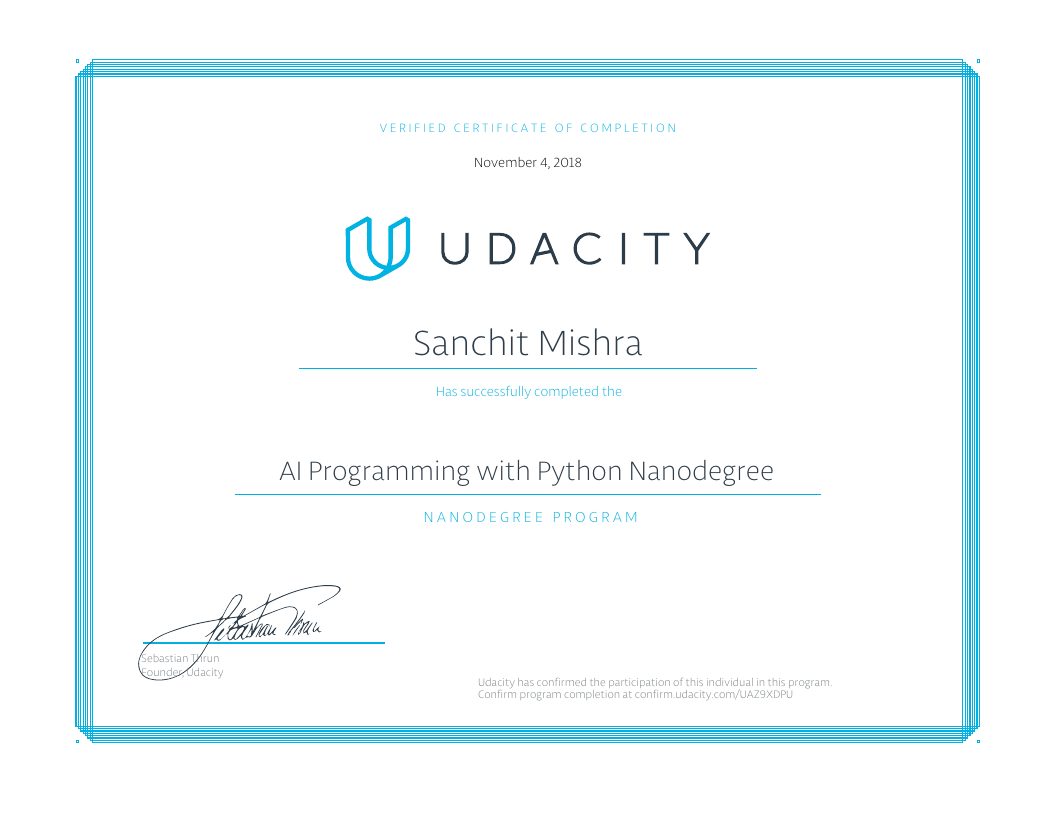 VERIFIED CERTIFICATE OF COMPLETION
November 4, 2018
UDACITY
Sanchit Mishra
Has successfully completed the
AI Programming with Python Nanodegree
NANODEGREE PROGRAM
Sebastian Thrun
Sebastian Thrun
Founder, Udacity
Udacity has confirmed the participation of this individual in this program.
Confirm program completion at confirm.udacity.com/UAZ9XDPU